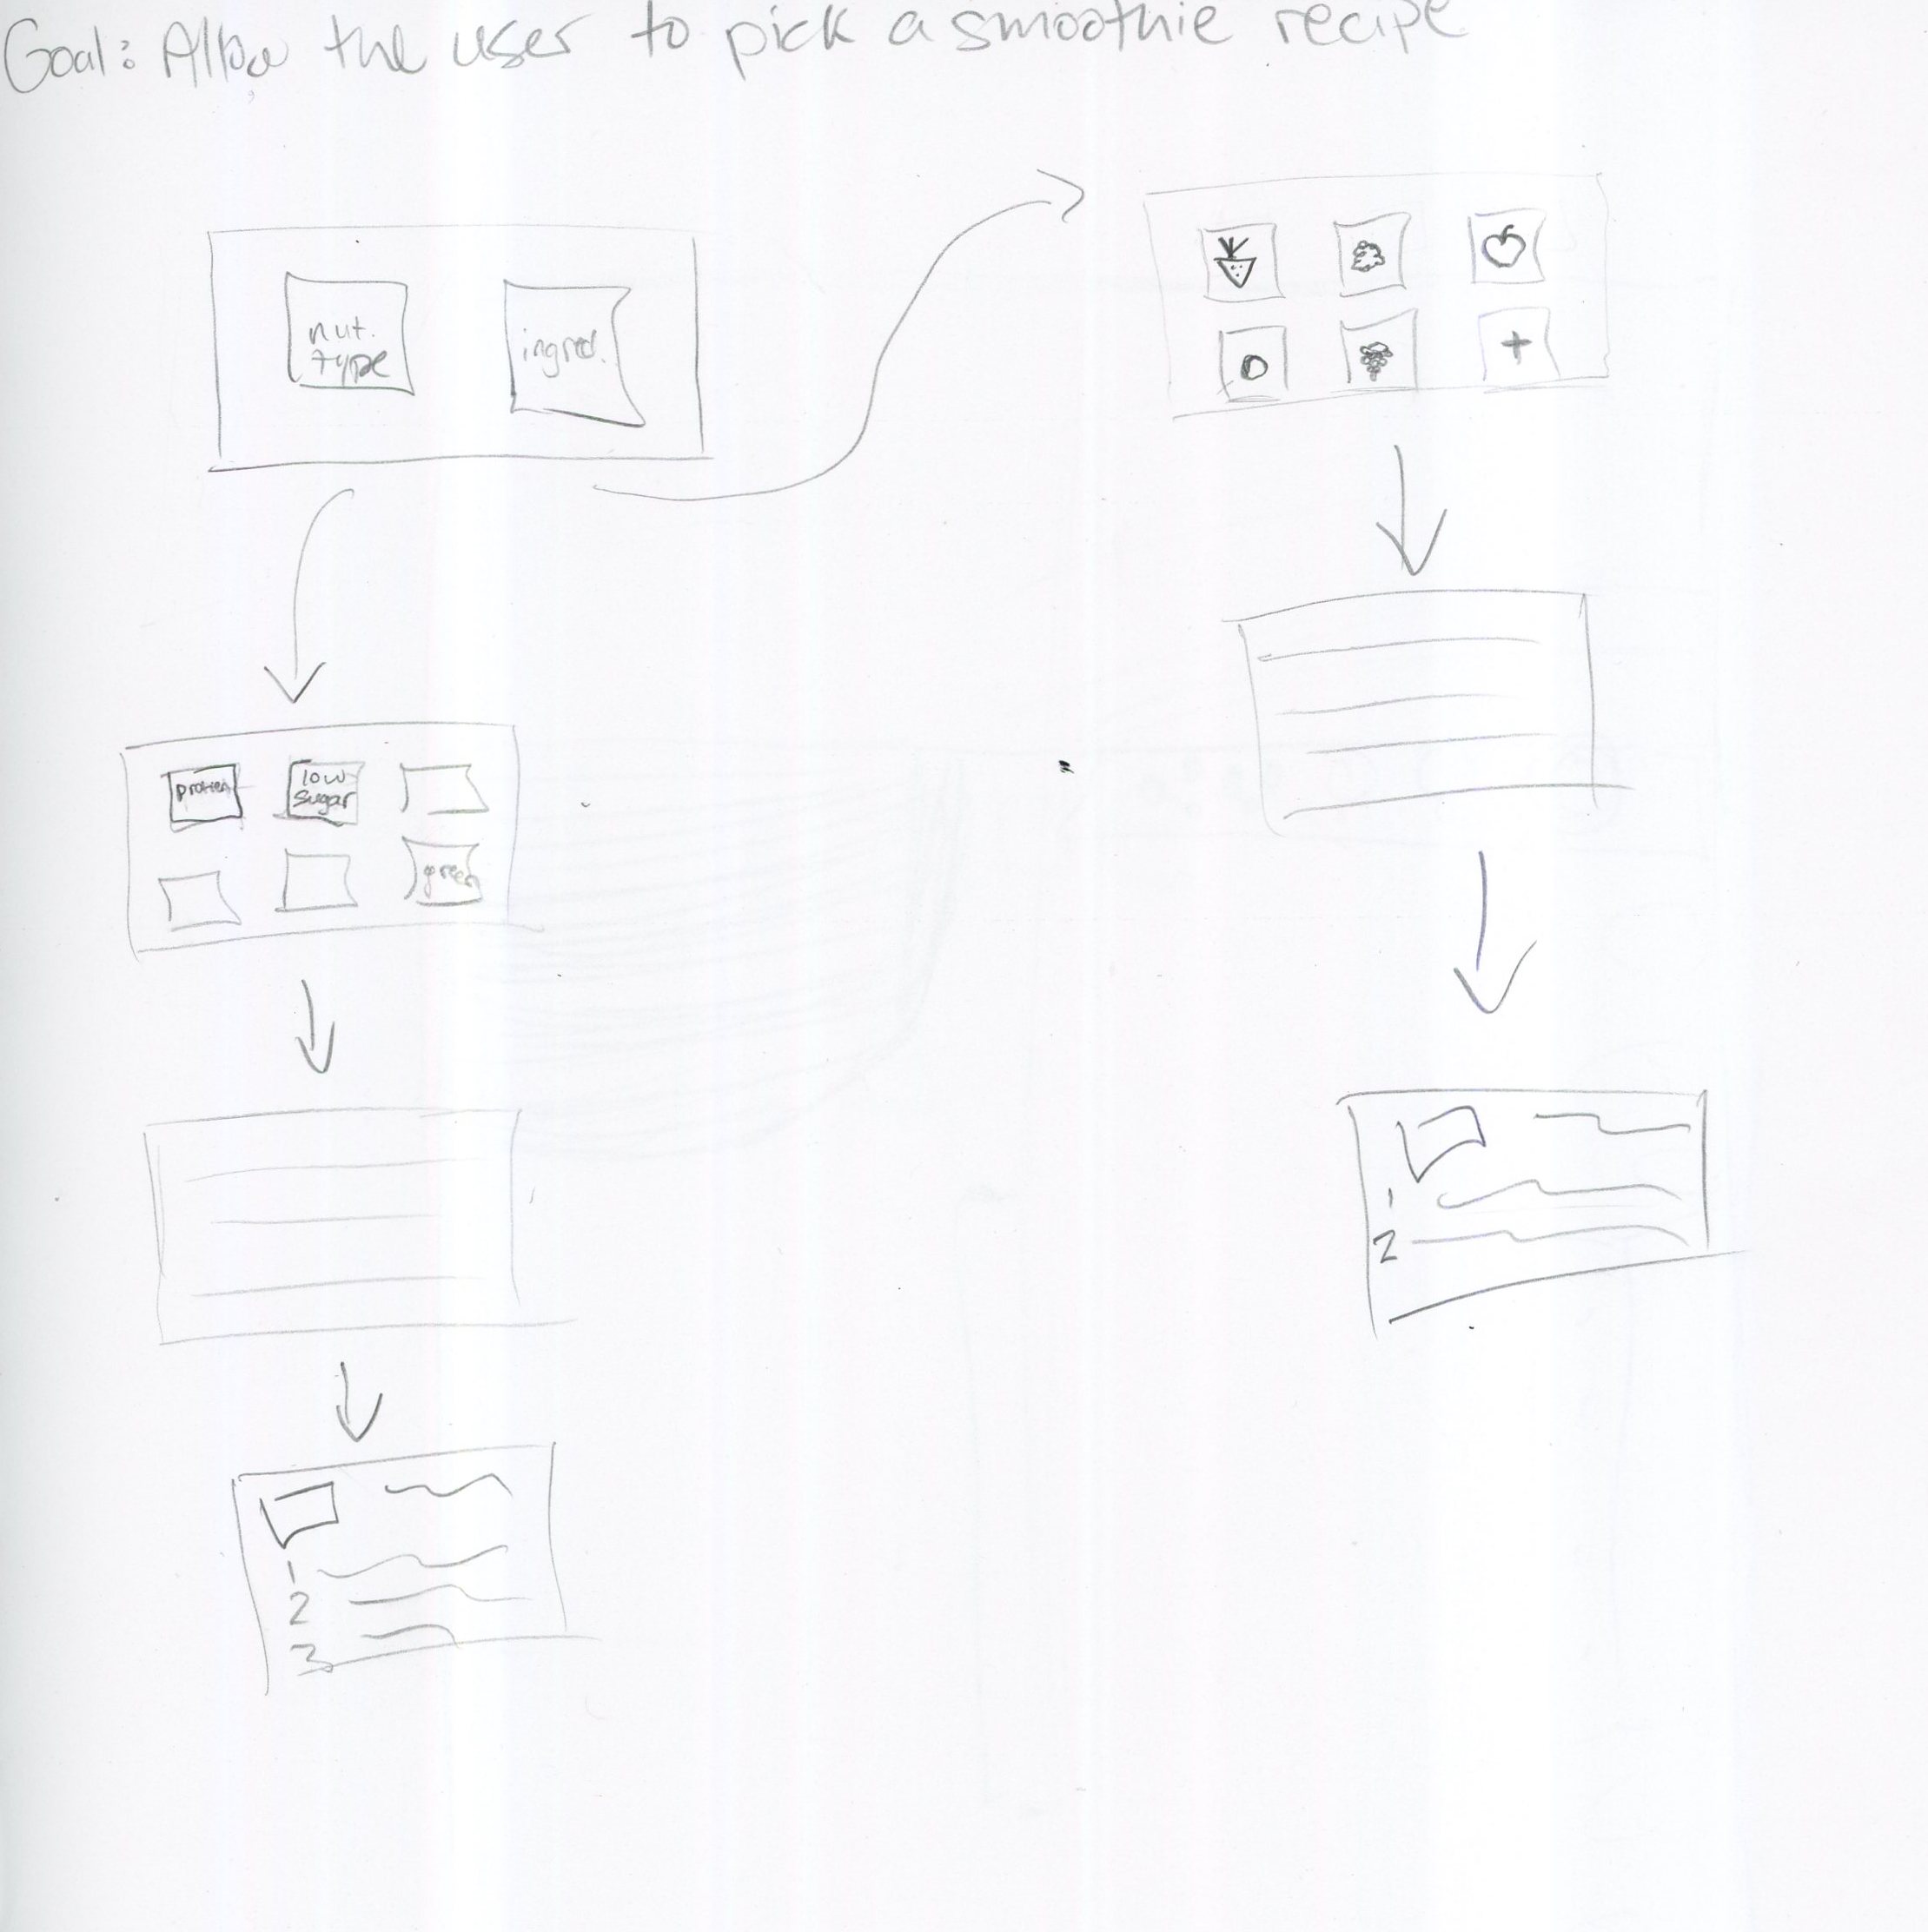 Goal: Allow the user to pick a smoothie recipe
nut.
type
ingred.
protien
low
sugar
green
1
2
3
1
2